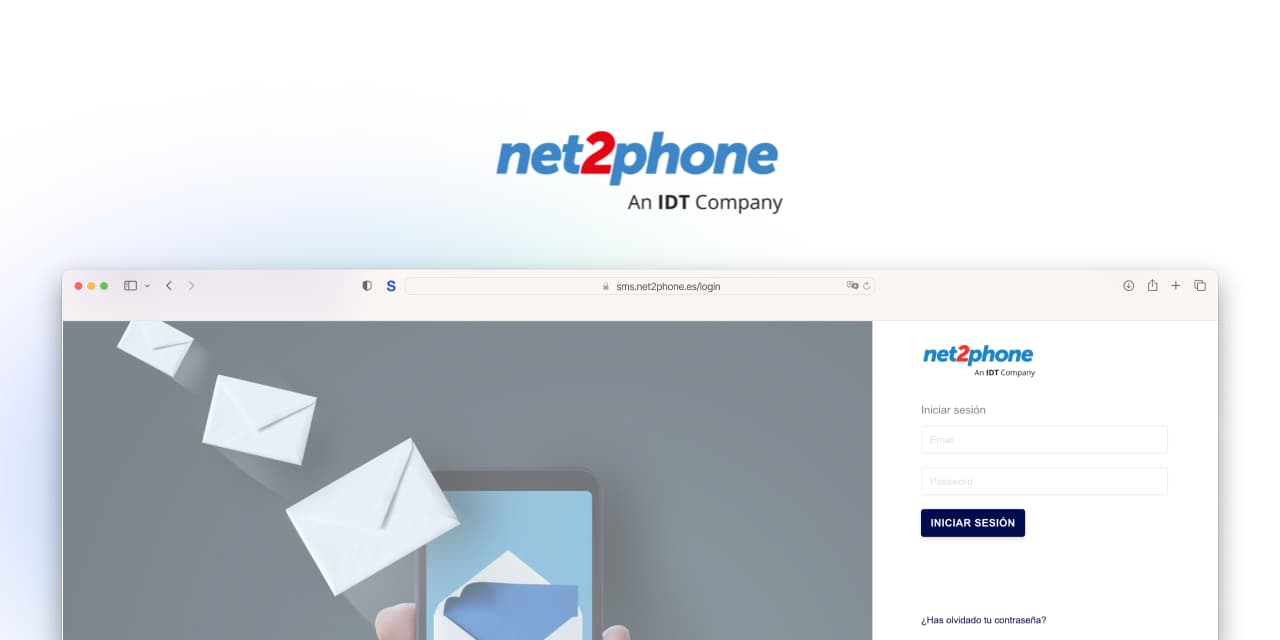 net2phone
An IDT Company
S
sms.net2phone.es/login
net2phone
An IDT Company
Iniciar sesión
Email
Password
INICIAR SESIÓN
¿Has olvidado tu contraseña?